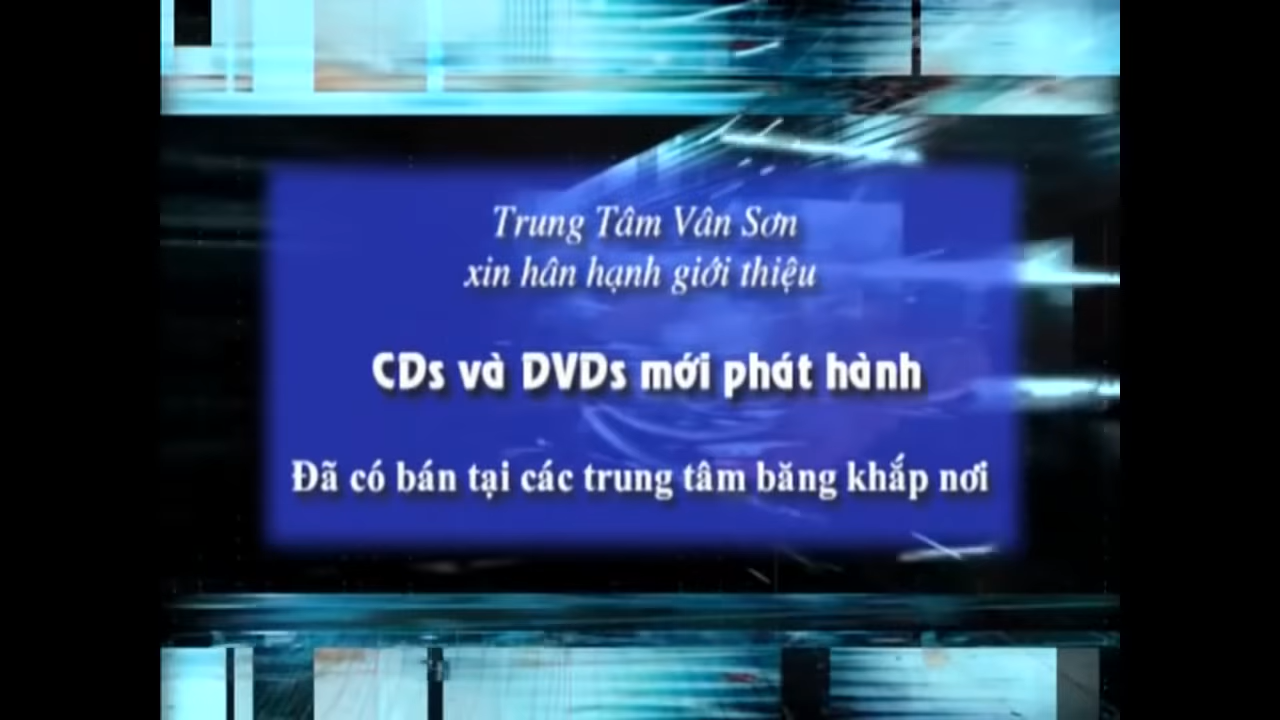 Trung Tâm Vân Sơn
xin hân hạnh giới thiệu
CDs và DVDs mới phát hành
Đã có bán tại các trung tâm băng khắp nơi